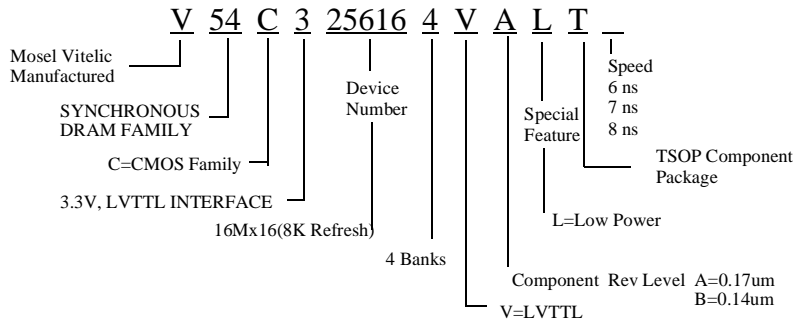 V 54 C 3 25616 4 V A L T
Mosel Vitelic
Manufactured
SYNCHRONOUS
DRAM FAMILY
C=CMOS Family
3.3V, LVTTL INTERFACE
Device
Number
16Mx16(8K Refresh)
4 Banks
V=LVTTL
Component Rev Level A=0.17um
B=0.14um
Special
Feature
L=Low Power
TSOP Component
Package
Speed
6 ns
7 ns
8 ns